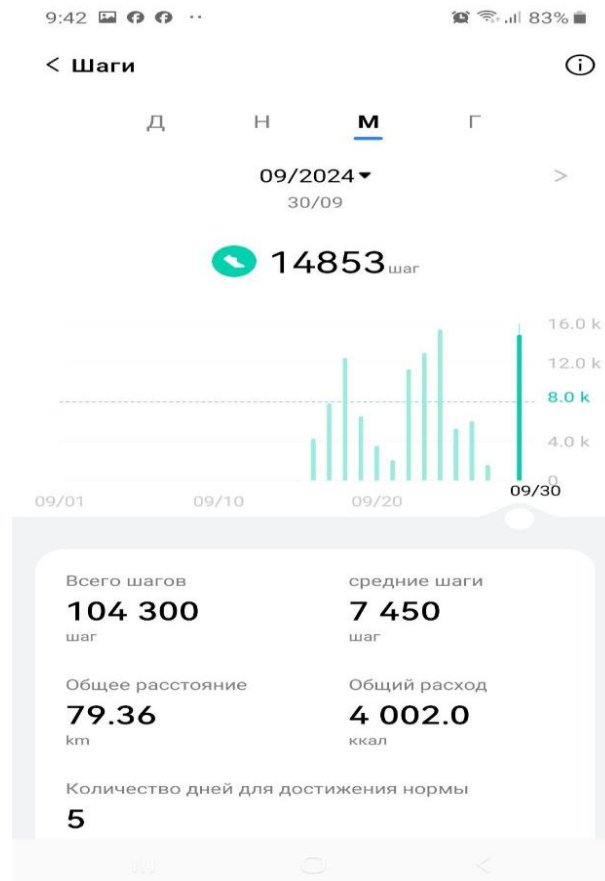 9:42 83%
< Шаги
Д Н М Г
09/2024 >
30/09
14853 шаг
16.0 k
12.0 k
8.0 k
4.0 k
0
09/01 09/10 09/20 09/30
Всего шагов средние шаги
104 300 7 450
шаг шаг
Общее расстояние Общий расход
79.36 4 002.0
km ккал
Количество дней для достижения нормы
5